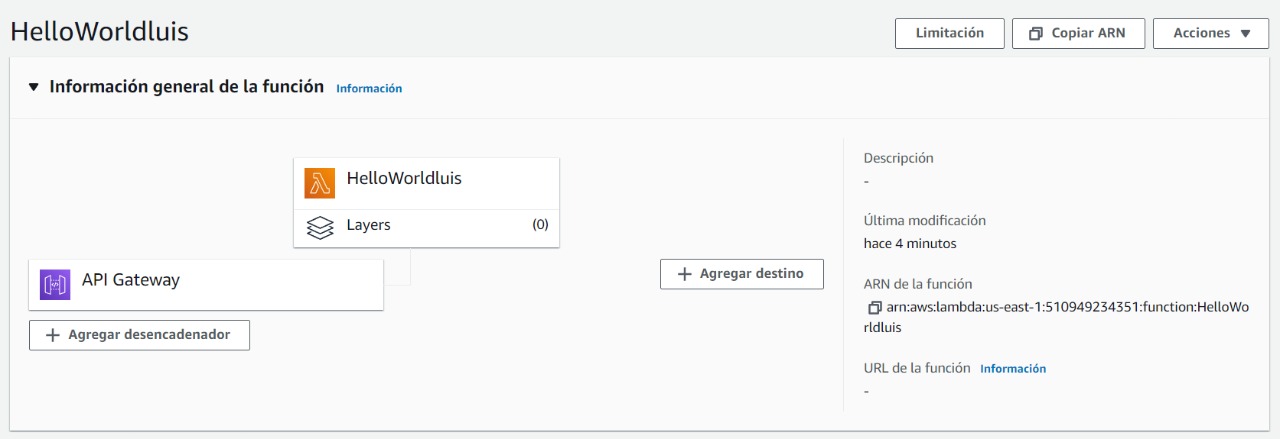 HelloWorldluis
Limitación
Copiar ARN
Acciones
Información general de la función Información
HelloWorldluis
Layers (0)
API Gateway
Agregar desencadenador
Agregar destino
Descripción
-
Última modificación
hace 4 minutos
ARN de la función
arn:aws:lambda:us-east-1:510949234351:function:HelloWo
rldluis
URL de la función Información
-